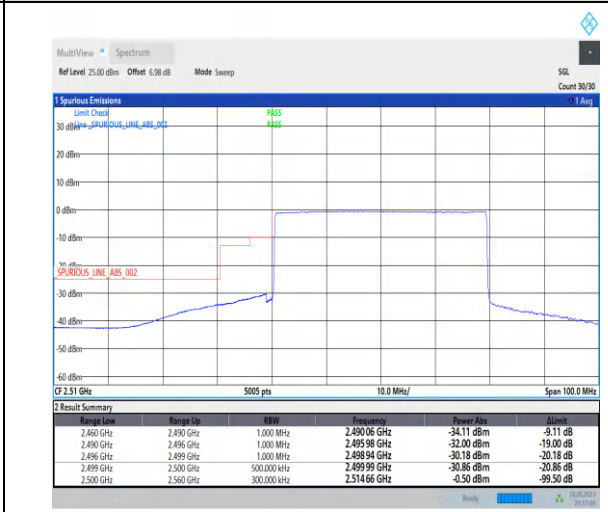 MultiView Spectrum
Ref Level 25.00 dBm Offset 6.98 dB Mode Sweep SGL
Count 30/30
1 Spurious Emissions 1 Avg
Limit Check PASS
30 dBm Line _SPURIOUS_LINE_ABS_002 PASS
20 dBm
10 dBm
0 dBm
-10 dBm
-20 dBm
_SPURIOUS_LINE_ABS_002
-30 dBm
-40 dBm
-50 dBm
-60 dBm
CF 2.51 GHz 5005 pts 10.0 MHz/ Span 100.0 MHz
2 Result Summary
Range Low Range Up RBW Frequency Power Abs ΔLimit
2.460 GHz 2.490 GHz 1.000 MHz 2.490 06 GHz -34.11 dBm -9.11 dB
2.490 GHz 2.496 GHz 1.000 MHz 2.495 98 GHz -32.00 dBm -19.00 dB
2.496 GHz 2.499 GHz 1.000 MHz 2.498 94 GHz -30.18 dBm -20.18 dB
2.499 GHz 2.500 GHz 500.000 kHz 2.499 99 GHz -30.86 dBm -20.86 dB
2.500 GHz 2.560 GHz 300.000 kHz 2.514 66 GHz -0.50 dBm -99.50 dB
Ready